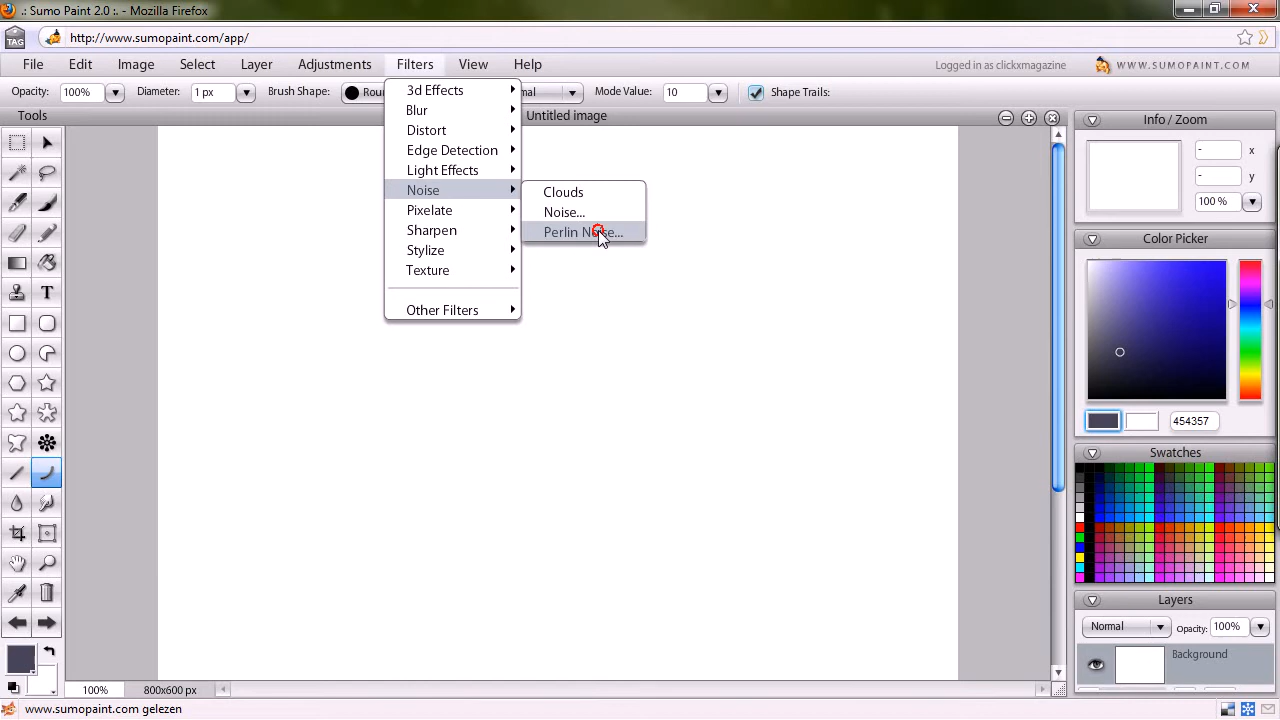 .: Sumo Paint 2.0 :. - Mozilla Firefox
TAG
http://www.sumopaint.com/app/
File Edit Image Select Layer Adjustments Filters View Help
Logged in as clickxmagazine
WWW.SUMOPAINT.COM
Opacity: 100% Diameter: 1 px Brush Shape: Mode Value: 10 Shape Trails:
Tools
Untitled image
3d Effects
Blur
Distort
Edge Detection
Light Effects
Noise
Pixelate
Sharpen
Stylize
Texture
Other Filters
Clouds
Noise...
Perlin Noise...
T
Info / Zoom
- x
- y
100 %
Color Picker
454357
Swatches
Layers
Normal Opacity: 100%
Background
100% 800x600 px
www.sumopaint.com gelezen